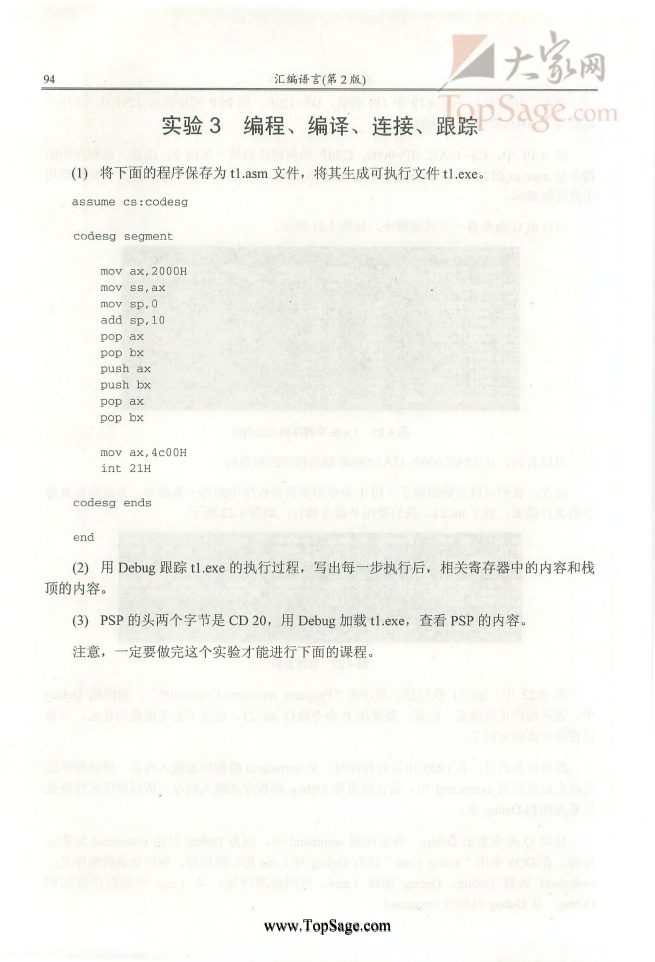 大家网
94 汇编语言(第 2 版)
TopSage.com
实验 3 编程、编译、连接、跟踪
(1) 将下面的程序保存为 t1.asm 文件，将其生成可执行文件 t1.exe。
assume cs:codesg
codesg segment
mov ax,2000H
mov ss,ax
mov sp,0
add sp,10
pop ax
pop bx
push ax
push bx
pop ax
pop bx
mov ax,4c00H
int 21H
codesg ends
end
(2) 用 Debug 跟踪 t1.exe 的执行过程，写出每一步执行后，相关寄存器中的内容和栈
顶的内容。
(3) PSP 的头两个字节是 CD 20，用 Debug 加载 t1.exe，查看 PSP 的内容。
注意，一定要做完这个实验才能进行下面的课程。
www.TopSage.com